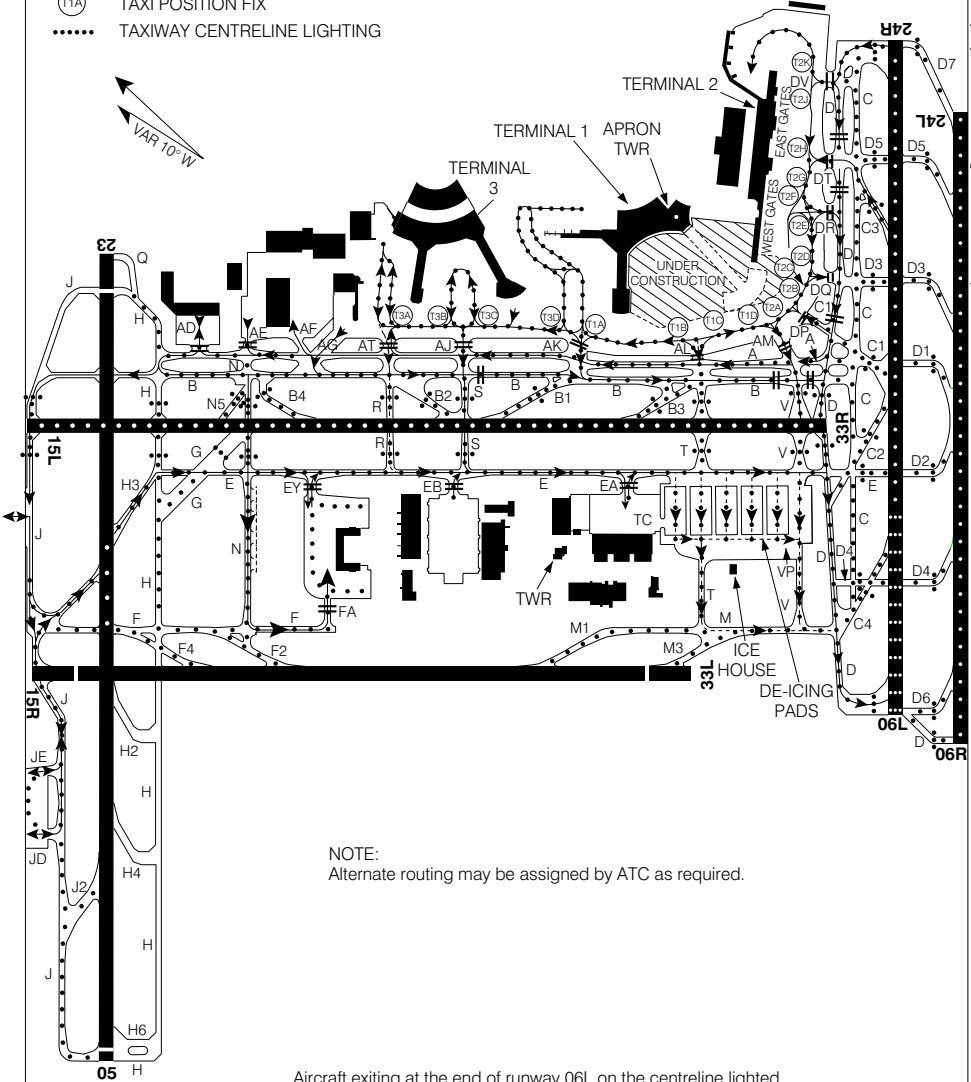 T1A TAXI POSITION FIX
TAXIWAY CENTRELINE LIGHTING
VAR 10° W
TERMINAL 2
TERMINAL 1
APRON
TWR
TERMINAL
3
24R
24L
D7
T2K
DV
T2J
D
C
EAST GATES
T2H
D5
D5
DT
T2G
T2F
WEST GATES
T2E
DR
C3
D
T2D
D3
D3
T2C
UNDER
CONSTRUCTION
T2B
DO
C1
T2A
23
Q
J
H
AD
AE
AF
AG
T3A
T3B
T3C
T3D
T1A
T1B
T1C
T1D
DP
AT
AJ
AK
AL
AM
A
A
C1
D1
N
B
B4
B2
S
B
B1
B
B3
B
V
D
C
H
N5
R
15L
33R
G
R
S
T
V
C2
D2
H3
G
E
EY
EB
E
EA
E
J
N
TC
C
D
D4
D4
H
TWR
T
VP
V
FA
F
F
F4
F2
M1
M3
M
C4
ICE
HOUSE
33L
DE-ICING
PADS
D
D6
15R
J
06L
D
06R
JE
H2
H
JD
NOTE:
Alternate routing may be assigned by ATC as required.
H4
J2
H
J
H6
05
H
Aircraft exiting at the end of runway 06L on the centreline lighted